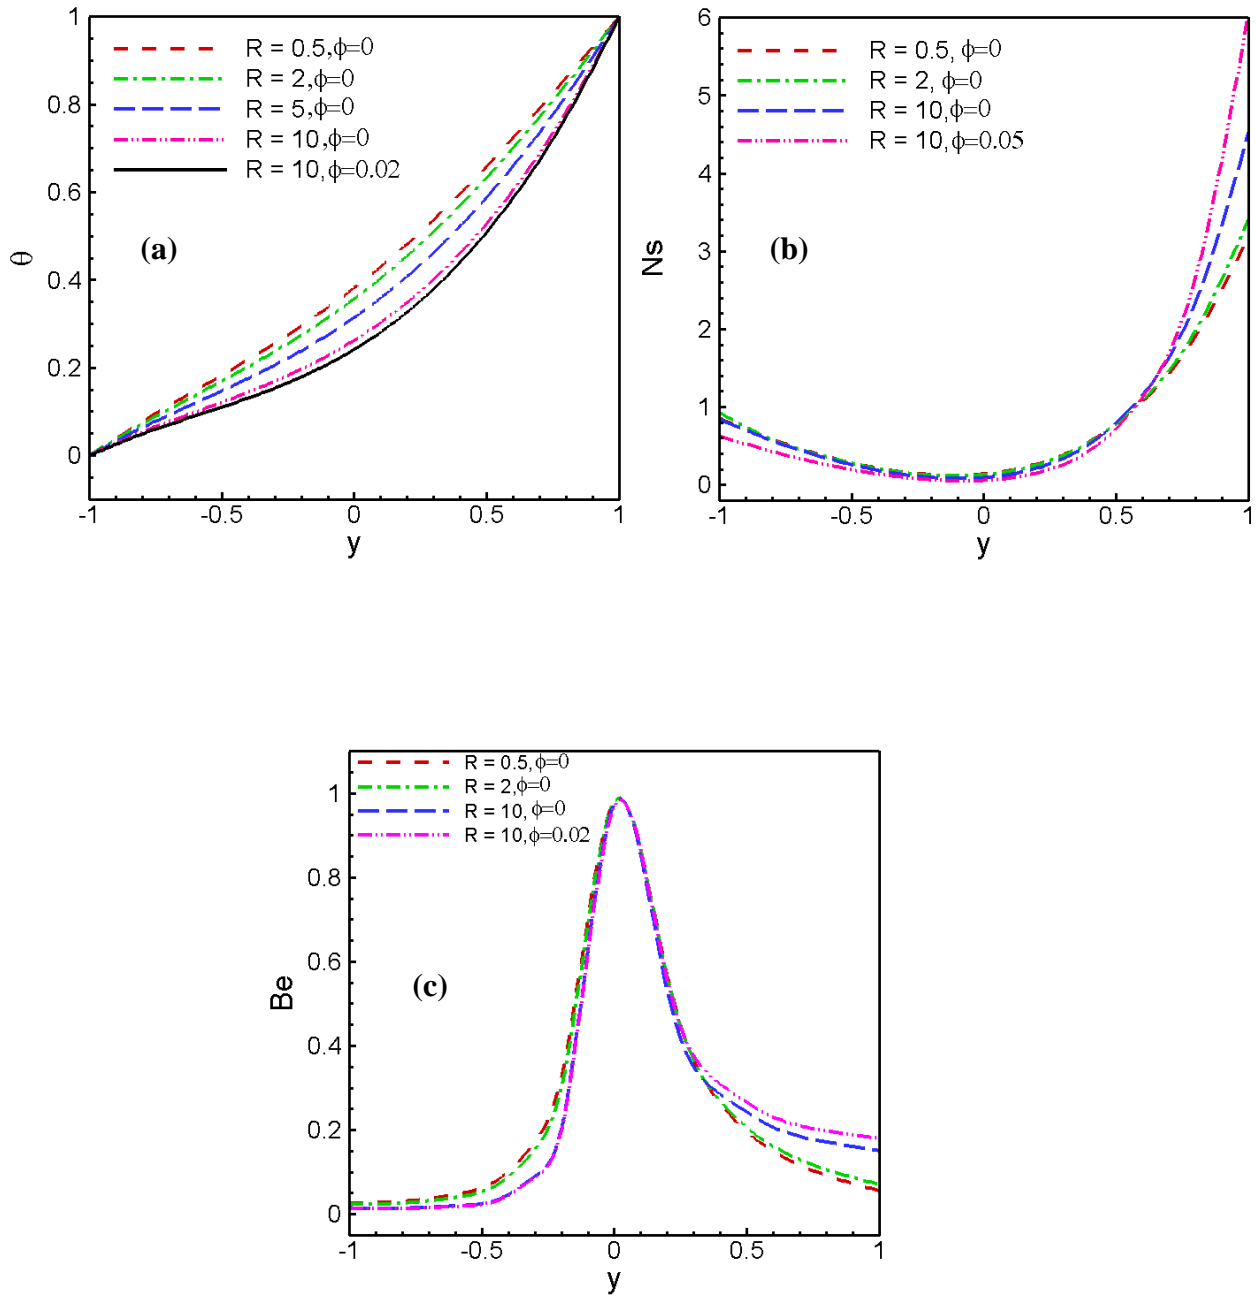 R = 0.5,ϕ=0
R = 2,ϕ=0
R = 5,ϕ=0
R = 10,ϕ=0
R = 10,ϕ=0.02
(a)
θ
1
0.8
0.6
0.4
0.2
0
-1
-0.5
0
0.5
1
y
R = 0.5, ϕ=0
R = 2, ϕ=0
R = 10,ϕ=0
R = 10,ϕ=0.05
(b)
Ns
6
5
4
3
2
1
0
-1
-0.5
0
0.5
1
y
R = 0.5,ϕ=0
R = 2,ϕ=0
R = 10,ϕ=0
R = 10,ϕ=0.02
(c)
Be
1
0.8
0.6
0.4
0.2
0
-1
-0.5
0
0.5
1
y